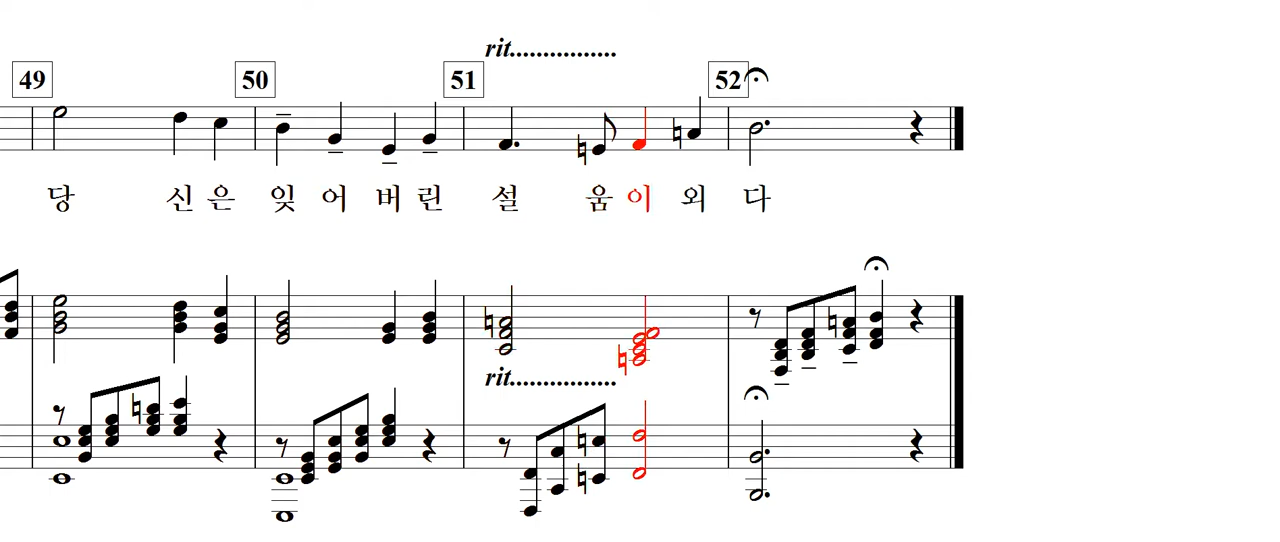 rit................
49 50 51 52
당 신 은 잊 어 버 린 설 움 이 외 다
rit................